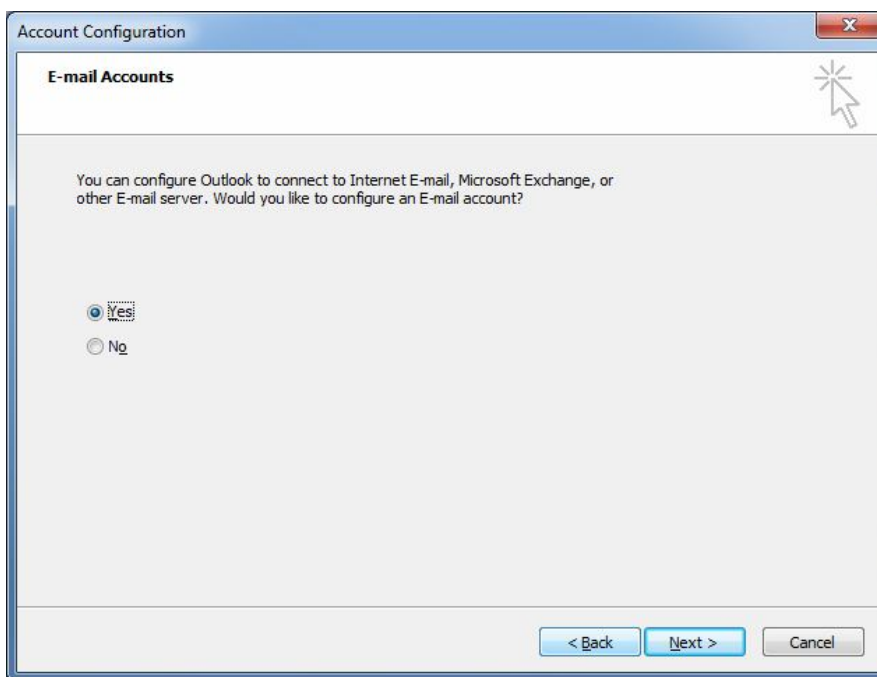 Account Configuration
E-mail Accounts
You can configure Outlook to connect to Internet E-mail, Microsoft Exchange, or
other E-mail server. Would you like to configure an E-mail account?
Yes
No
< Back Next > Cancel